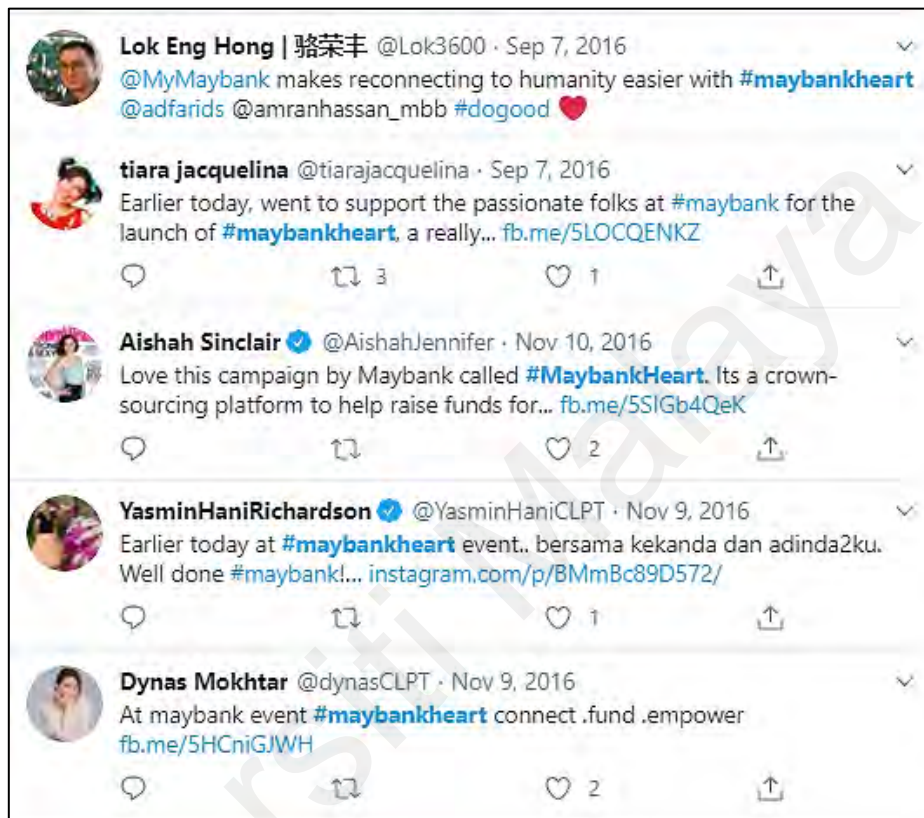 Lok Eng Hong | 骆荣丰 @Lok3600 · Sep 7, 2016
@MyMaybank makes reconnecting to humanity easier with #maybankheart
@adfarids @amranhassan_mbb #dogood ❤
tiara jacquelina @tiarajacquelina · Sep 7, 2016
Earlier today, went to support the passionate folks at #maybank for the
launch of #maybankheart, a really... fb.me/5LOCQENKZ
3 1
Aishah Sinclair @AishahJennifer · Nov 10, 2016
Love this campaign by Maybank called #MaybankHeart. Its a crown-
sourcing platform to help raise funds for... fb.me/5SlGb4QeK
2
YasminHaniRichardson @YasminHaniCLPT · Nov 9, 2016
Earlier today at #maybankheart event.. bersama kekanda dan adinda2ku.
Well done #maybank!... instagram.com/p/BMmBc89D572/
1
Dynas Mokhtar @dynasCLPT · Nov 9, 2016
At maybank event #maybankheart connect .fund .empower
fb.me/5HCniGJWH
2
rsiti Malaya